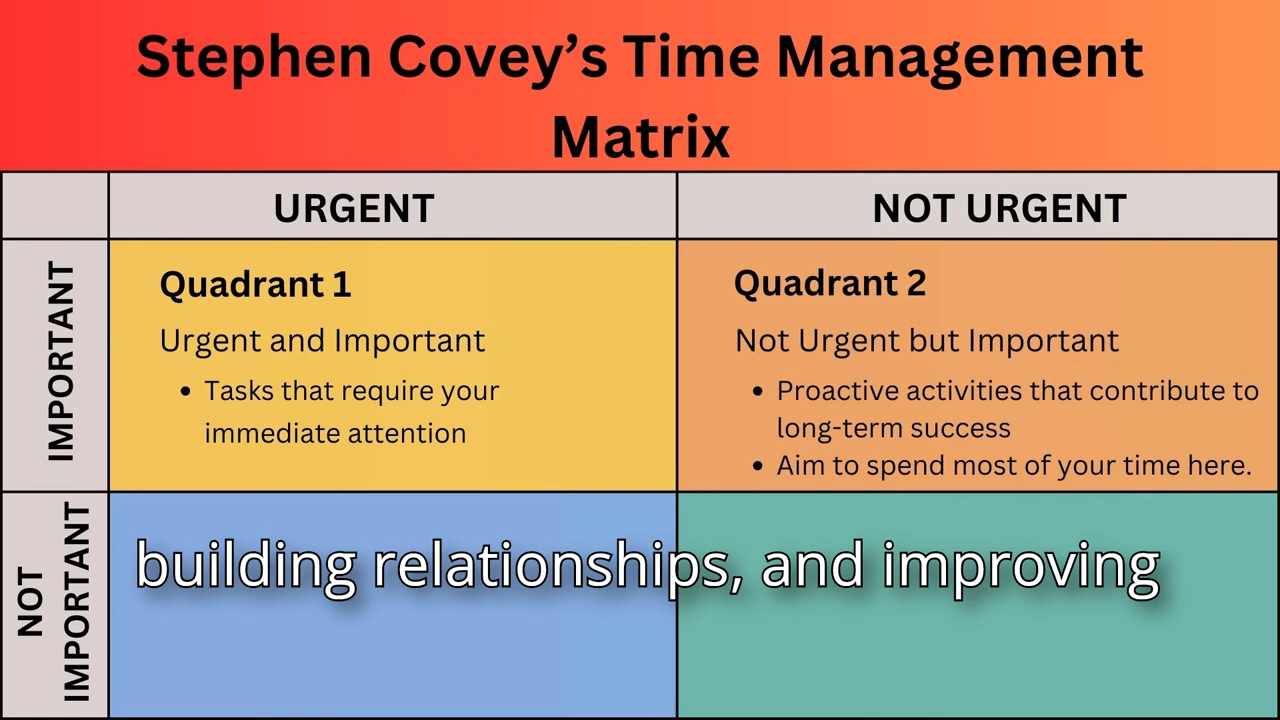 Stephen Covey’s Time Management
Matrix
URGENT
NOT URGENT
IMPORTANT
Quadrant 1
Urgent and Important
• Tasks that require your
immediate attention
Quadrant 2
Not Urgent but Important
• Proactive activities that contribute to
long-term success
• Aim to spend most of your time here.
NOT
IMPORTANT
building relationships, and improving